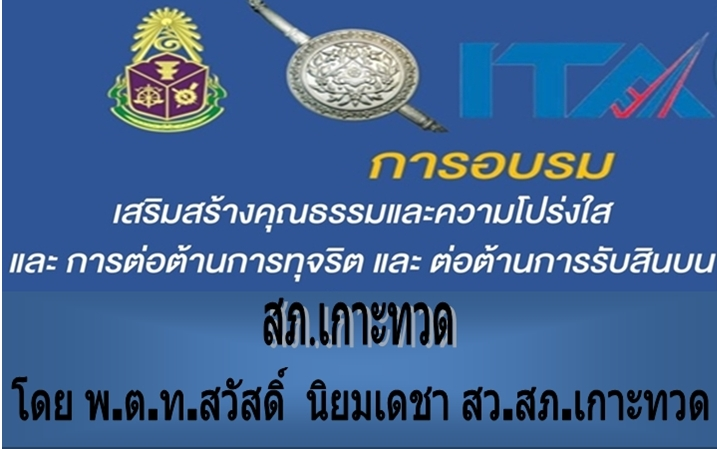 ITA
การอบรม
เสริมสร้างคุณธรรมและความโปร่งใส
และ การต่อต้านการทุจริต และ ต่อต้านการรับสินบน
สภ.เกาะทวด
โดย พ.ต.ท.สวัสดิ์ นิยมเดชา สว.สภ.เกาะทวด